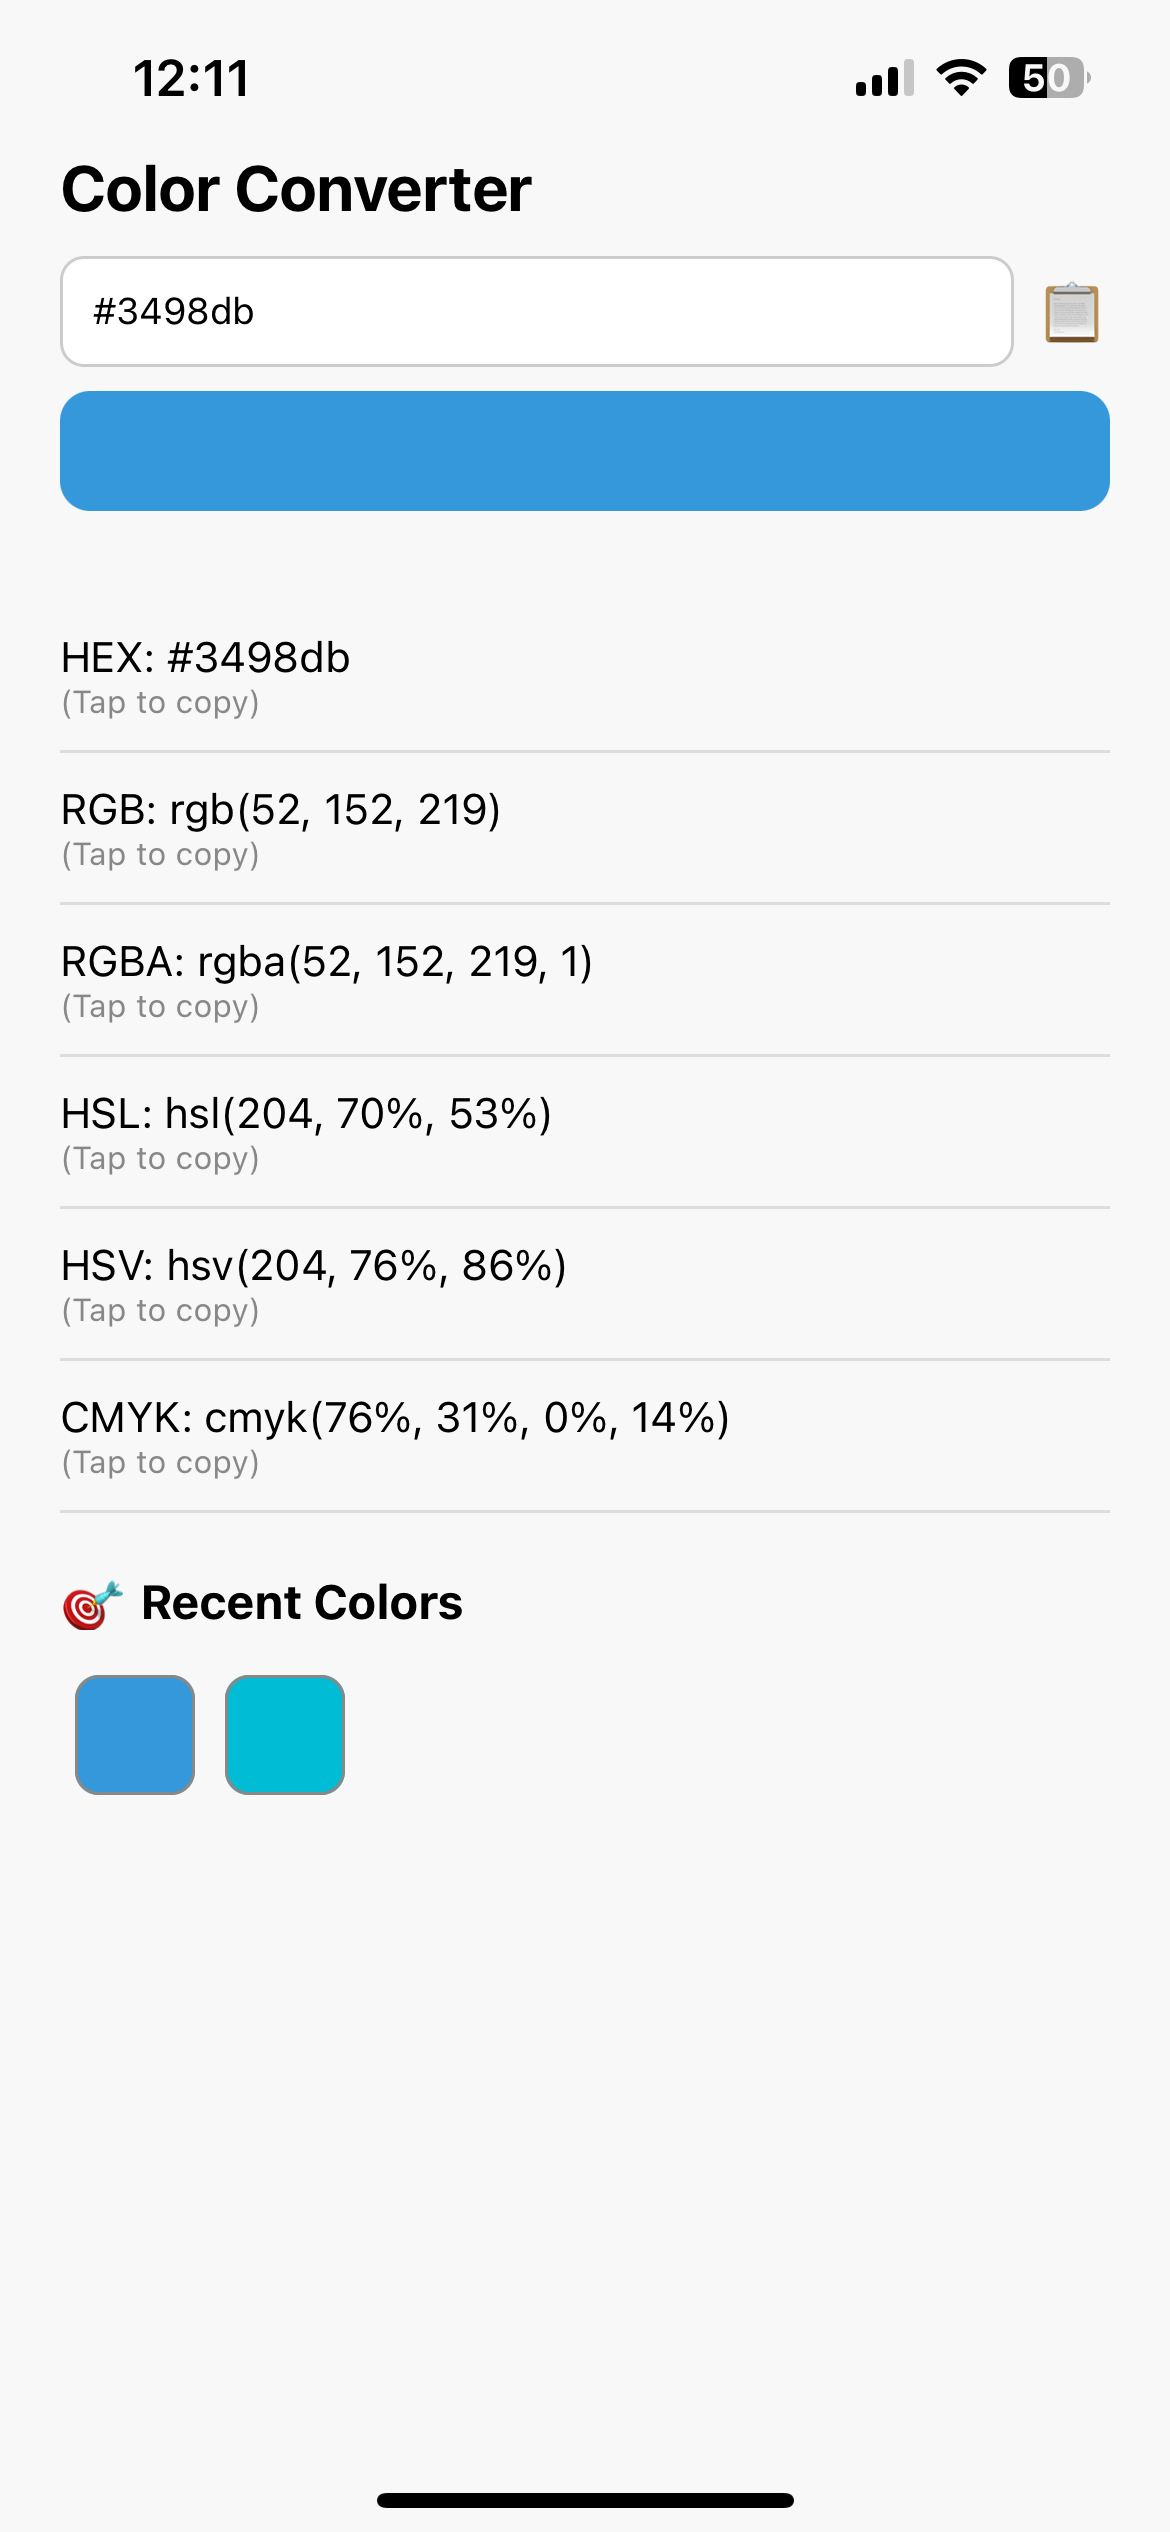 12:11
50
Color Converter
#3498db
HEX: #3498db
(Tap to copy)
RGB: rgb(52, 152, 219)
(Tap to copy)
RGBA: rgba(52, 152, 219, 1)
(Tap to copy)
HSL: hsl(204, 70%, 53%)
(Tap to copy)
HSV: hsv(204, 76%, 86%)
(Tap to copy)
CMYK: cmyk(76%, 31%, 0%, 14%)
(Tap to copy)
Recent Colors